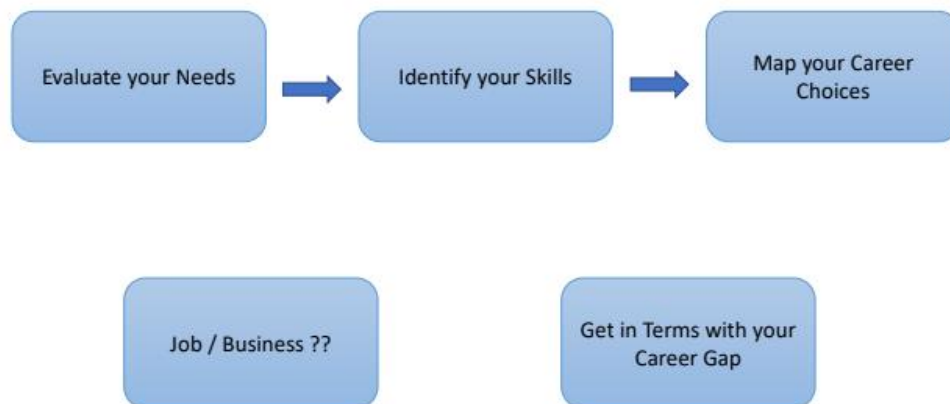 Evaluate your Needs
Identify your Skills
Map your Career
Choices
Job / Business ??
Get in Terms with your
Career Gap